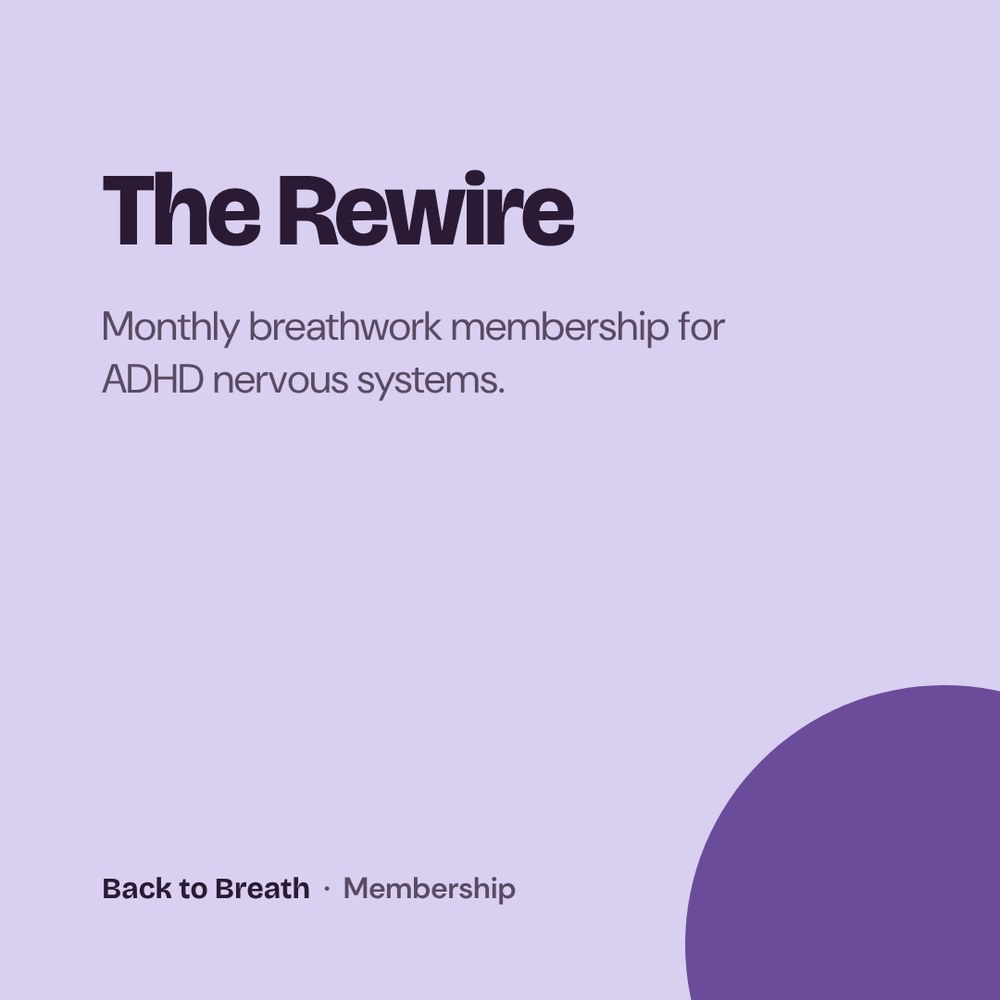 The Rewire
Monthly breathwork membership for
ADHD nervous systems.
Back to Breath · Membership